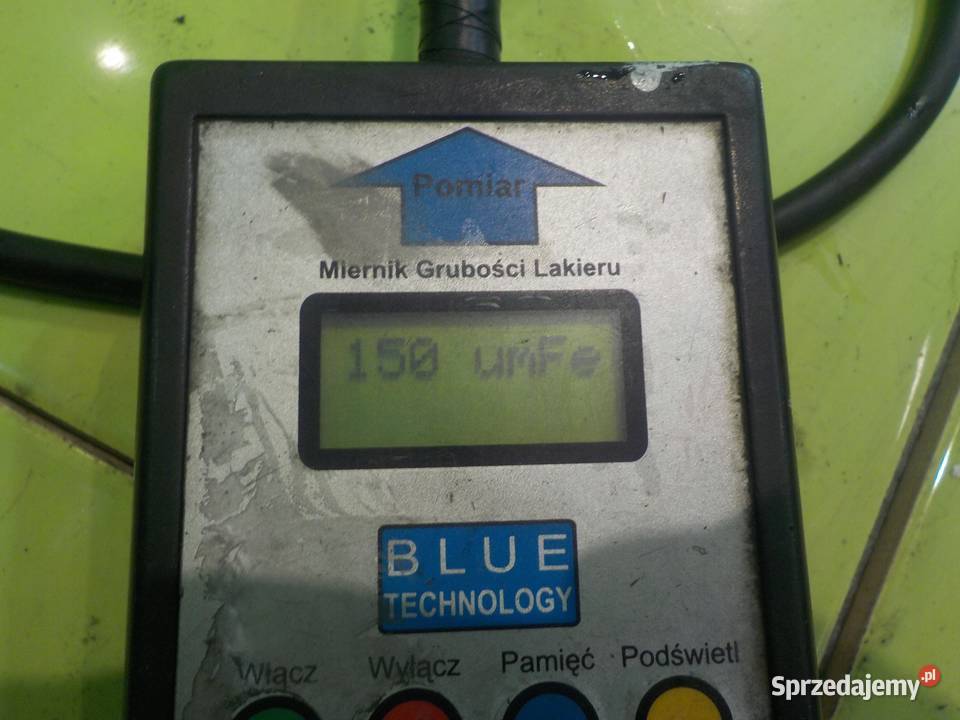 Pomiar
Miernik Grubości Lakieru
150 umFe
BLUE
TECHNOLOGY
Włącz Wyłącz Pamięć Podświetl
Sprzedajemy.pl